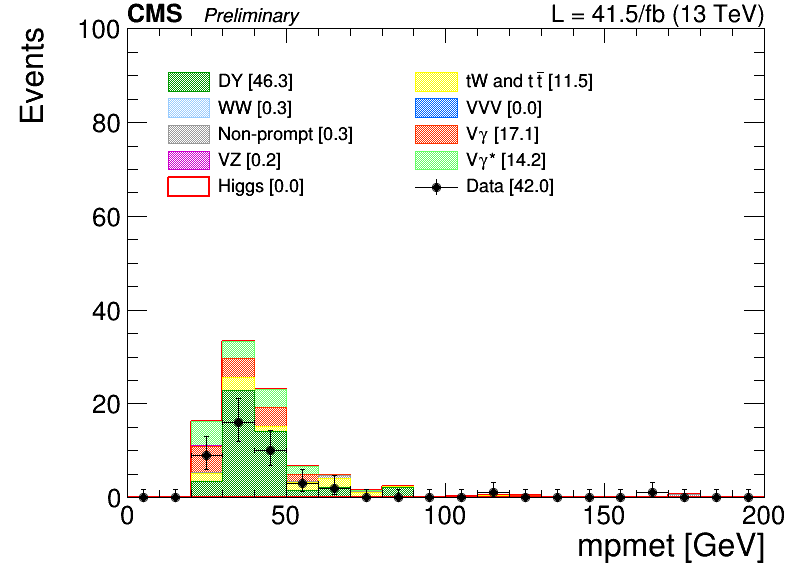 CMS Preliminary L = 41.5/fb (13 TeV)
Events
100
80
60
40
20
0
DY [46.3]
WW [0.3]
Non-prompt [0.3]
VZ [0.2]
Higgs [0.0]
tW and tt̄ [11.5]
VVV [0.0]
Vγ [17.1]
Vγ* [14.2]
Data [42.0]
0 50 100 150 200
mpmet [GeV]